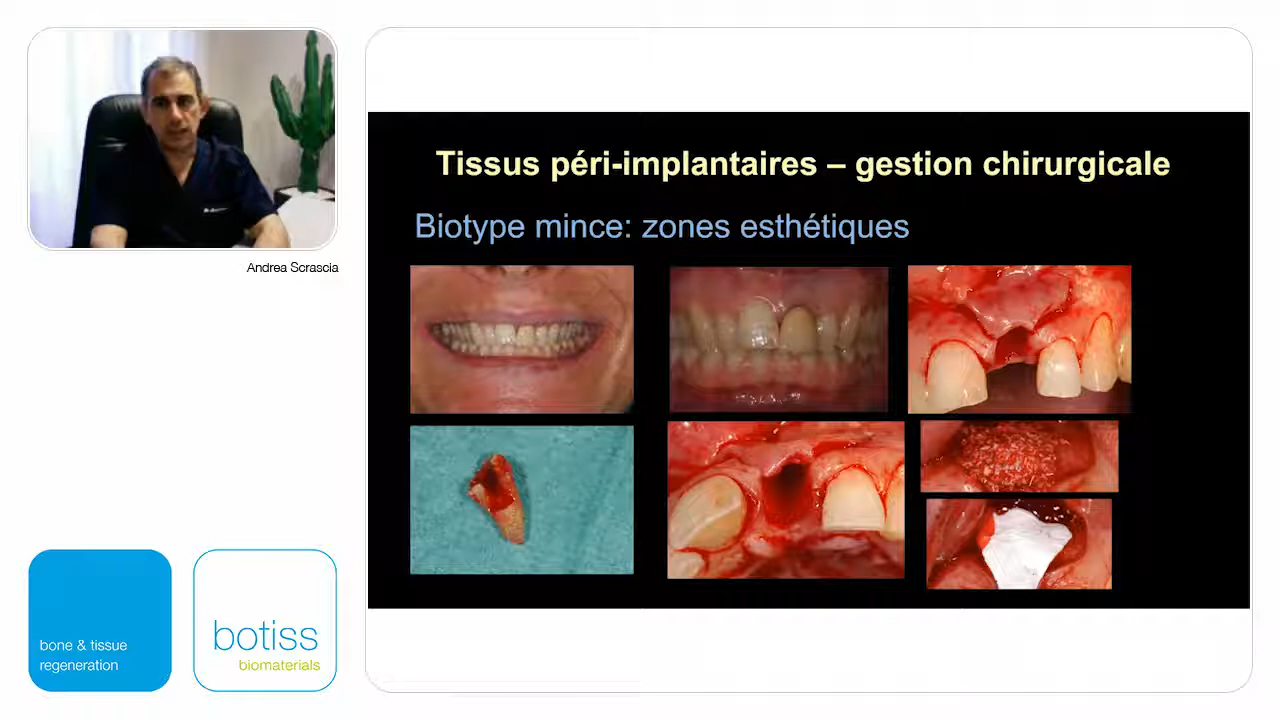 Andrea Scrascia
Tissus péri-implantaires – gestion chirurgicale
Biotype mince: zones esthétiques
bone & tissue
regeneration
botiss
biomaterials